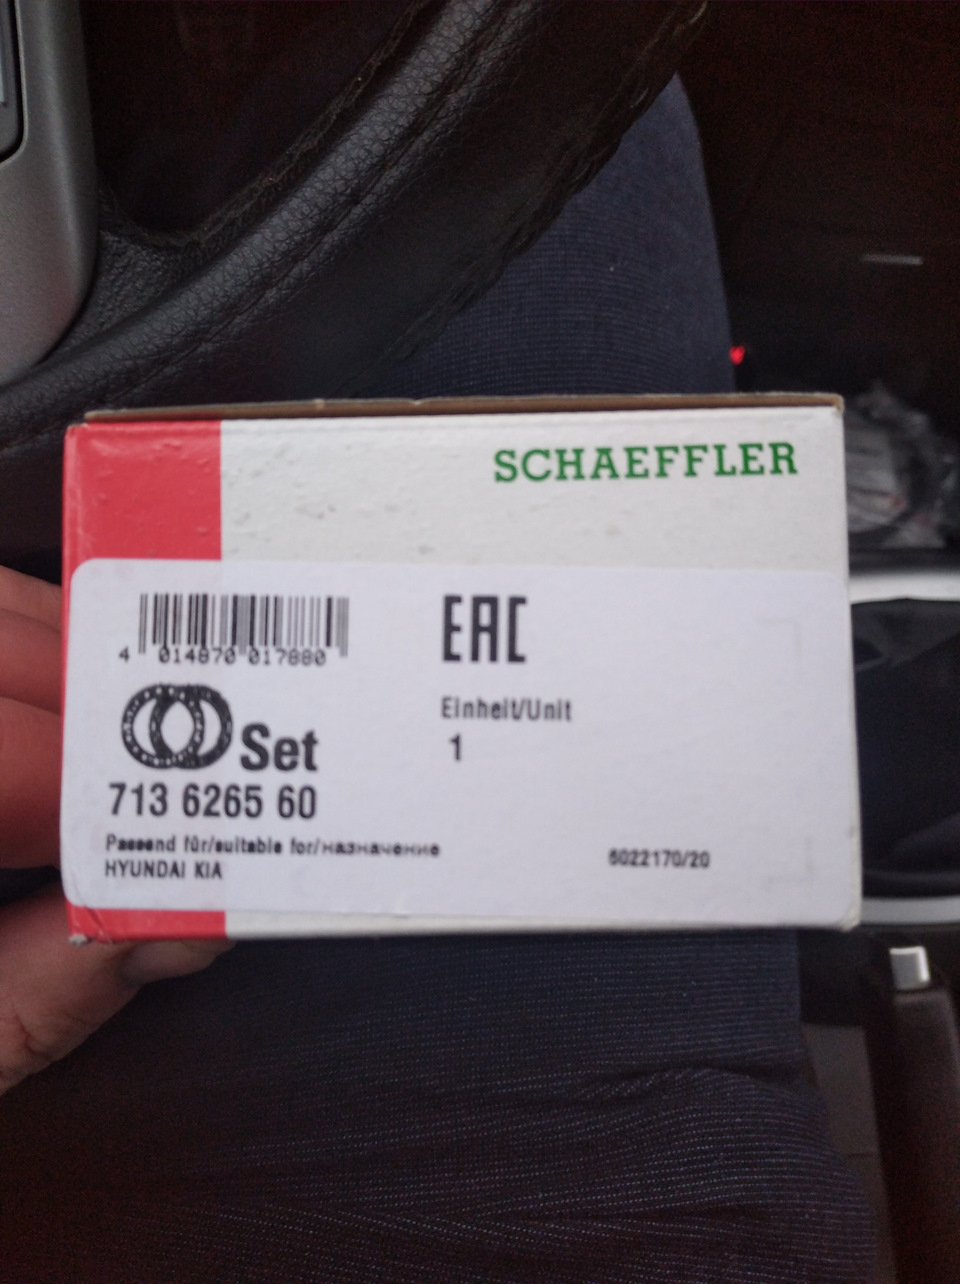 SCHAEFFLER
4 014870 017880
EAC
Set
713 6265 60
Einheit/Unit
1
Passend für/suitable for/назначение
HYUNDAI KIA
6022170/20